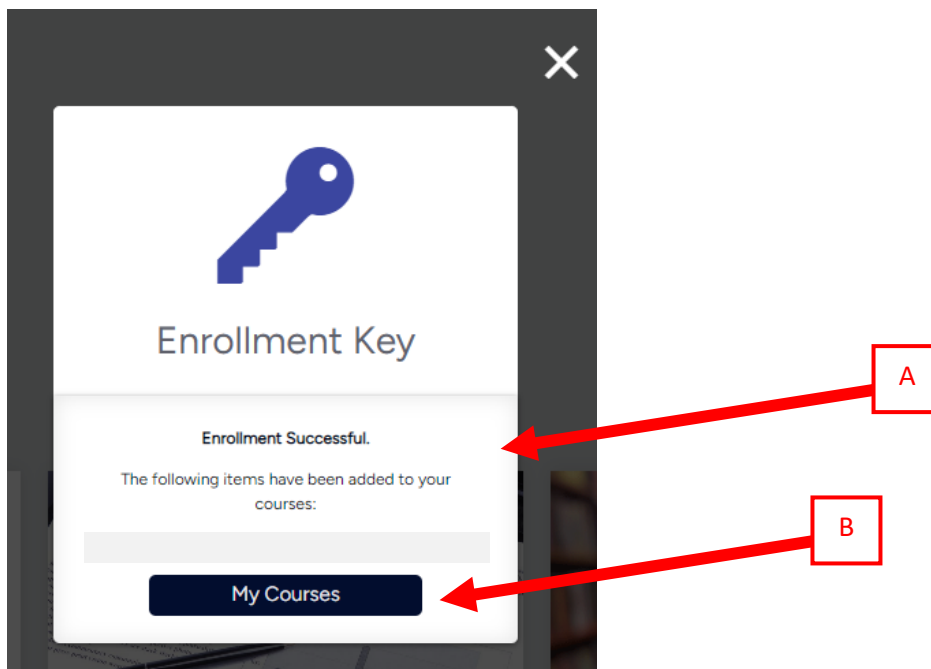 Enrollment Key
A
Enrollment Successful.
The following items have been added to your
courses:
B
My Courses